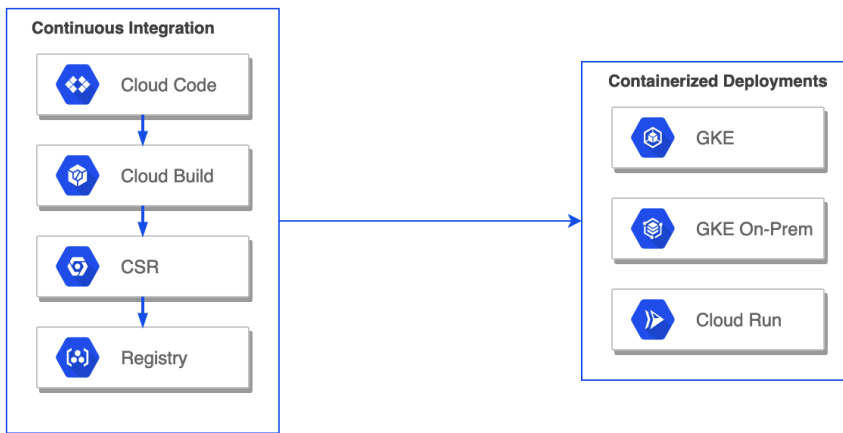 Continuous Integration
Cloud Code
Cloud Build
CSR
Registry
Containerized Deployments
GKE
GKE On-Prem
Cloud Run